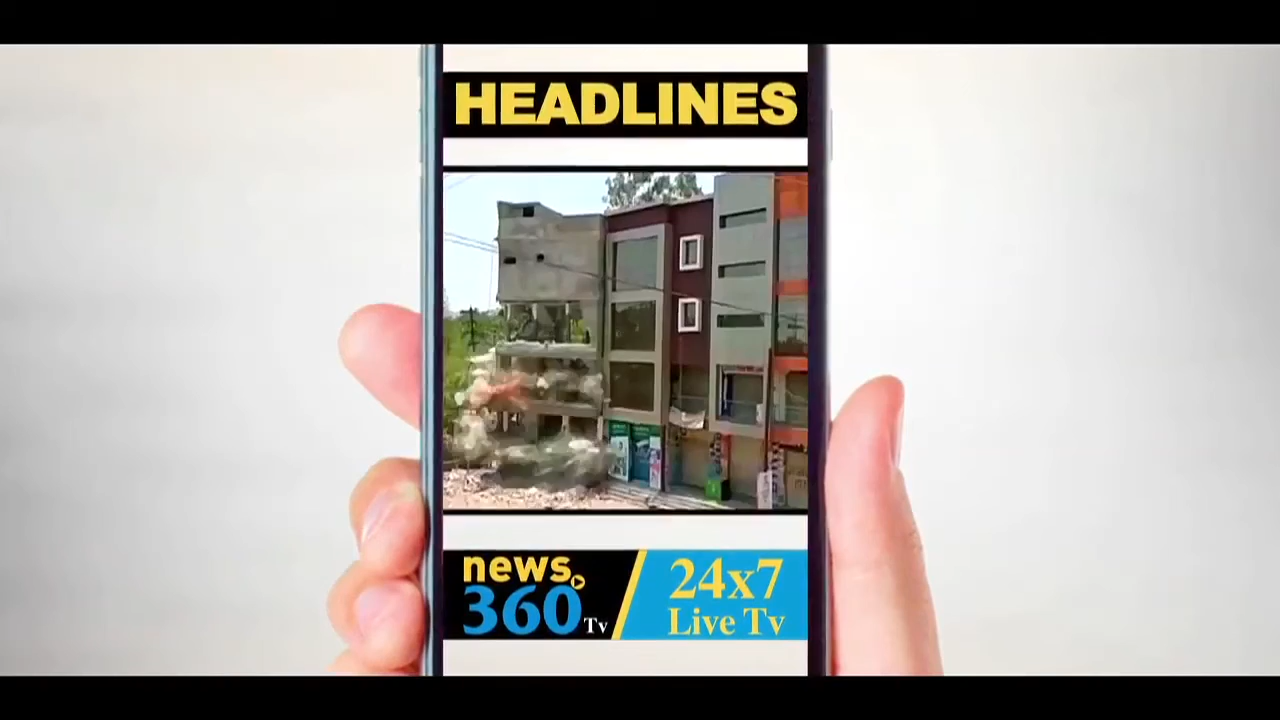 HEADLINES
news
360 Tv
24x7
Live Tv